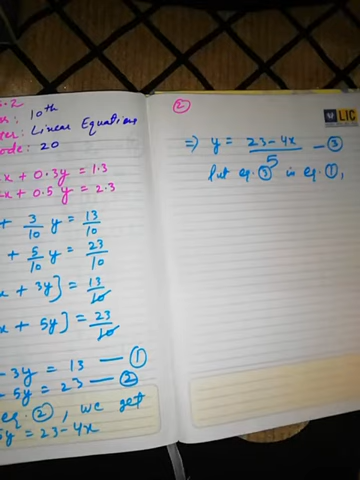 10th
Linear Equations
20
x + 0.3y = 1.3
x + 0.5y = 2.3
+ 3/10 y = 13/10
+ 5/10 y = 23/10
x + 3y] = 13/10
x + 5y] = 23/10
3y = 13 — ①
5y = 23 — ②
eq. ②, we get
5y = 23 - 4x
②
LIC
⇒ y = 23 - 4x / 5 — ③
Put eq. ③ in eq. ①,